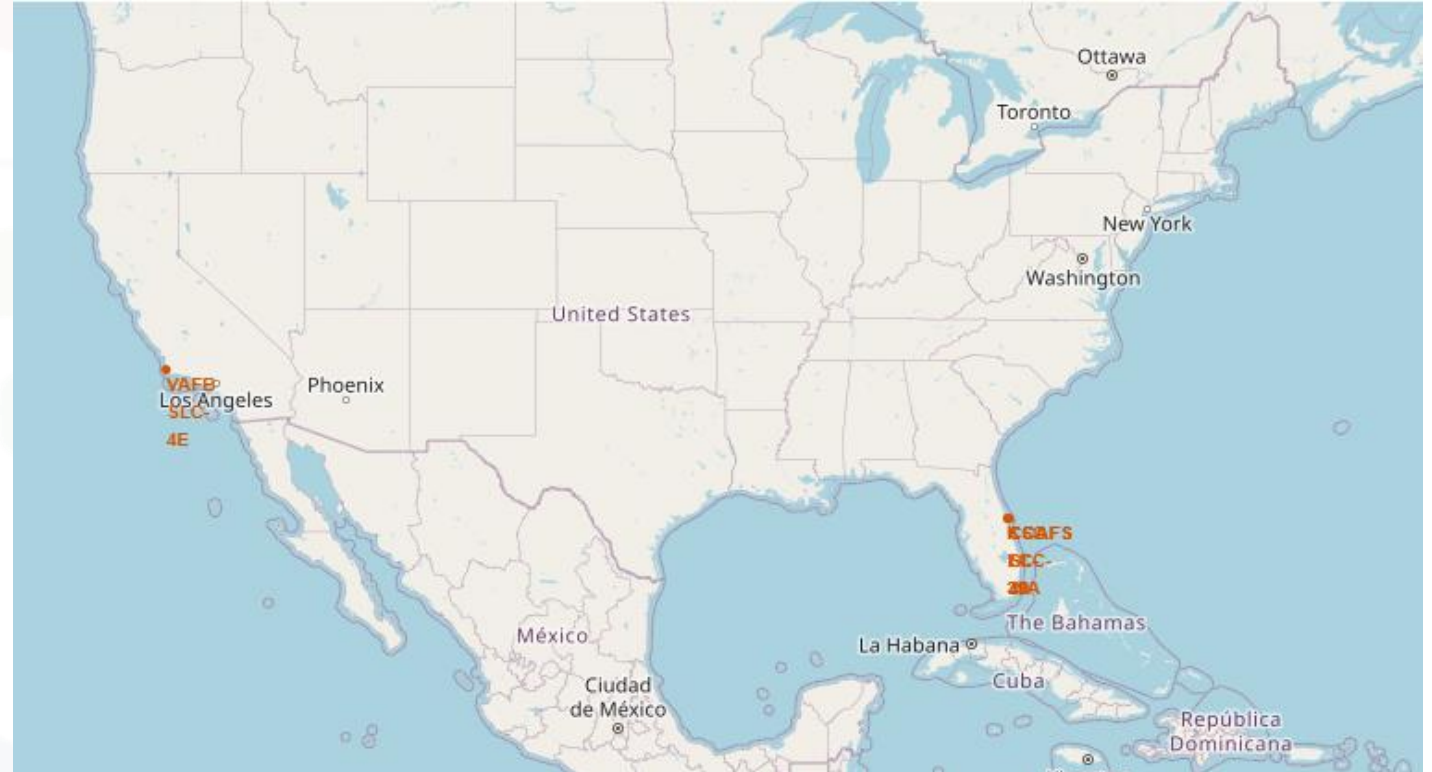 Ottawa
Toronto
New York
Washington
United States
VAFB
Los Angeles
SLC-
4E
Phoenix
The Bahamas
La Habana
México
Cuba
Ciudad
de México
República
Dominicana